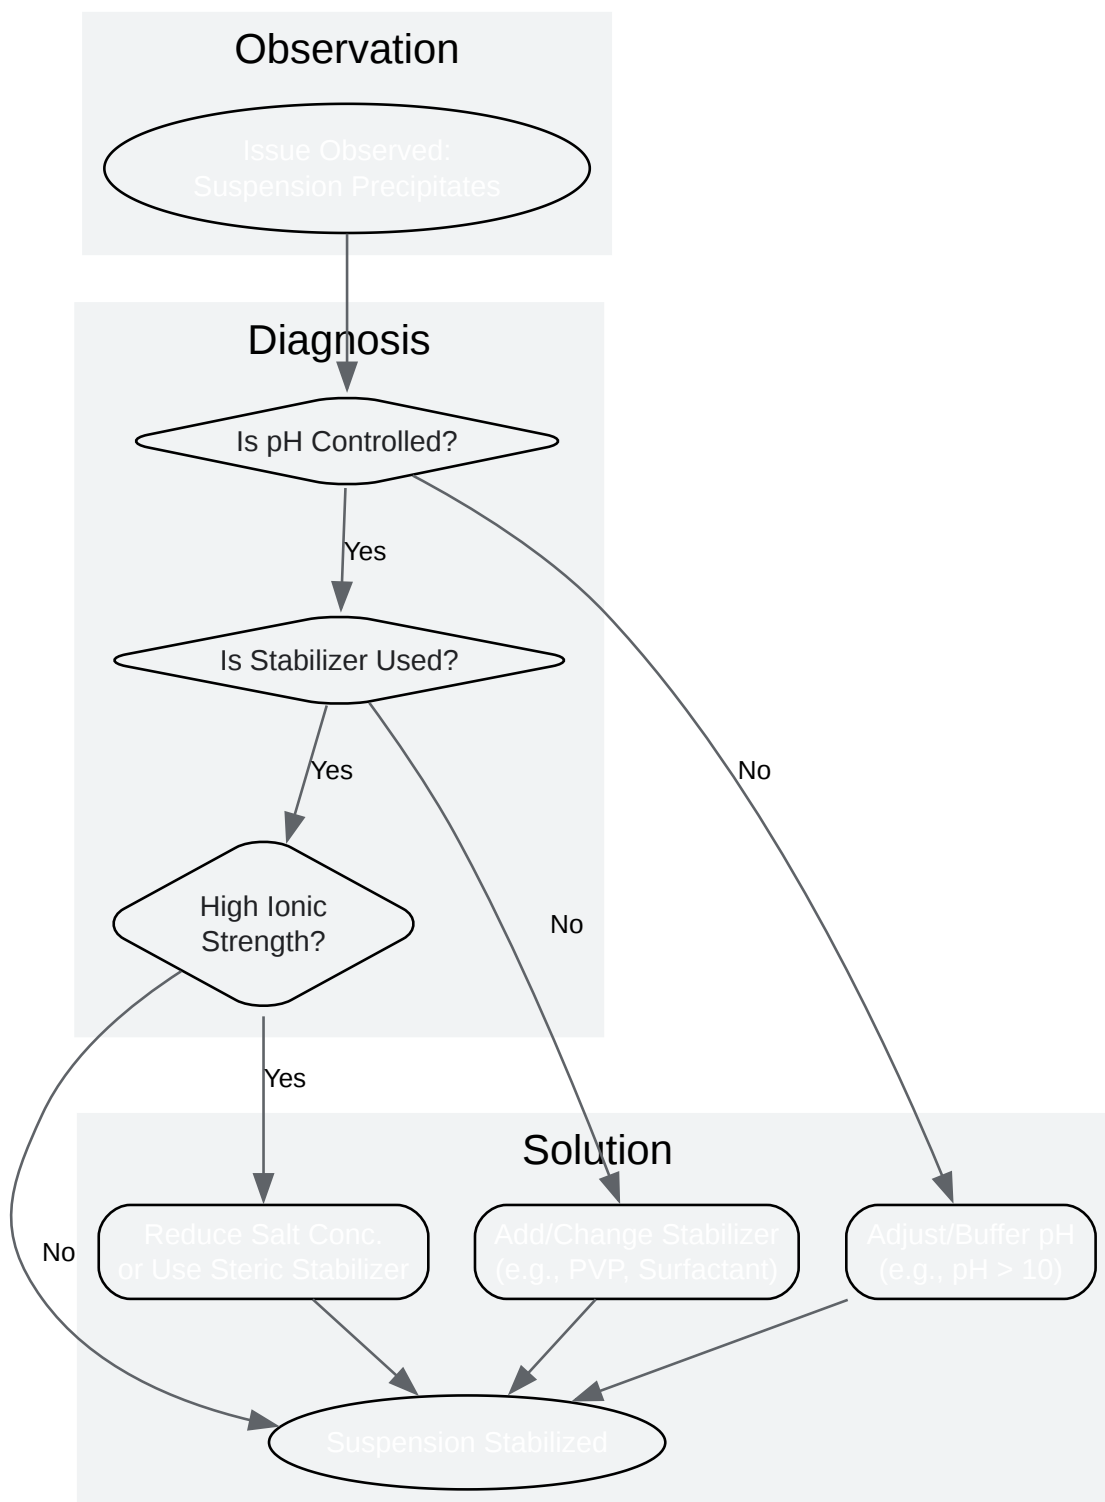 Observation
Issue Observed:
Suspension Precipitates
Diagnosis
Is pH Controlled?
Yes
Is Stabilizer Used?
Yes
No
High Ionic
Strength?
No
Yes
Solution
Reduce Salt Conc.
or Use Steric Stabilizer
Add/Change Stabilizer
(e.g., PVP, Surfactant)
Adjust/Buffer pH
(e.g., pH > 10)
No
Suspension Stabilized